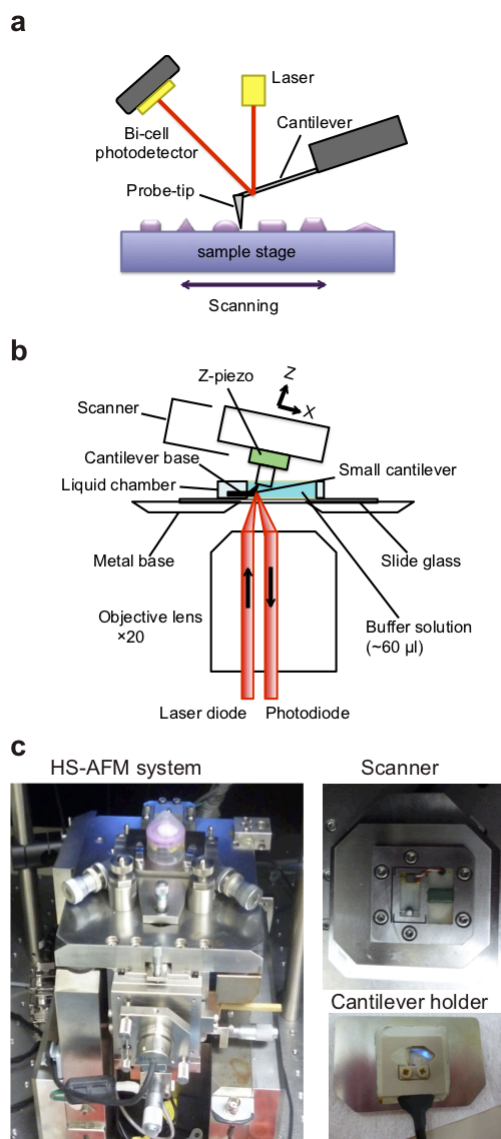 a
Laser
Cantilever
Bi-cell
photodetector
Probe-tip
sample stage
Scanning
b
Z
Z-piezo
X
Scanner
Cantilever base
Small cantilever
Liquid chamber
Metal base
Slide glass
Objective lens
×20
Buffer solution
(~60 µl)
Laser diode
Photodiode
c
HS-AFM system
Scanner
Cantilever holder